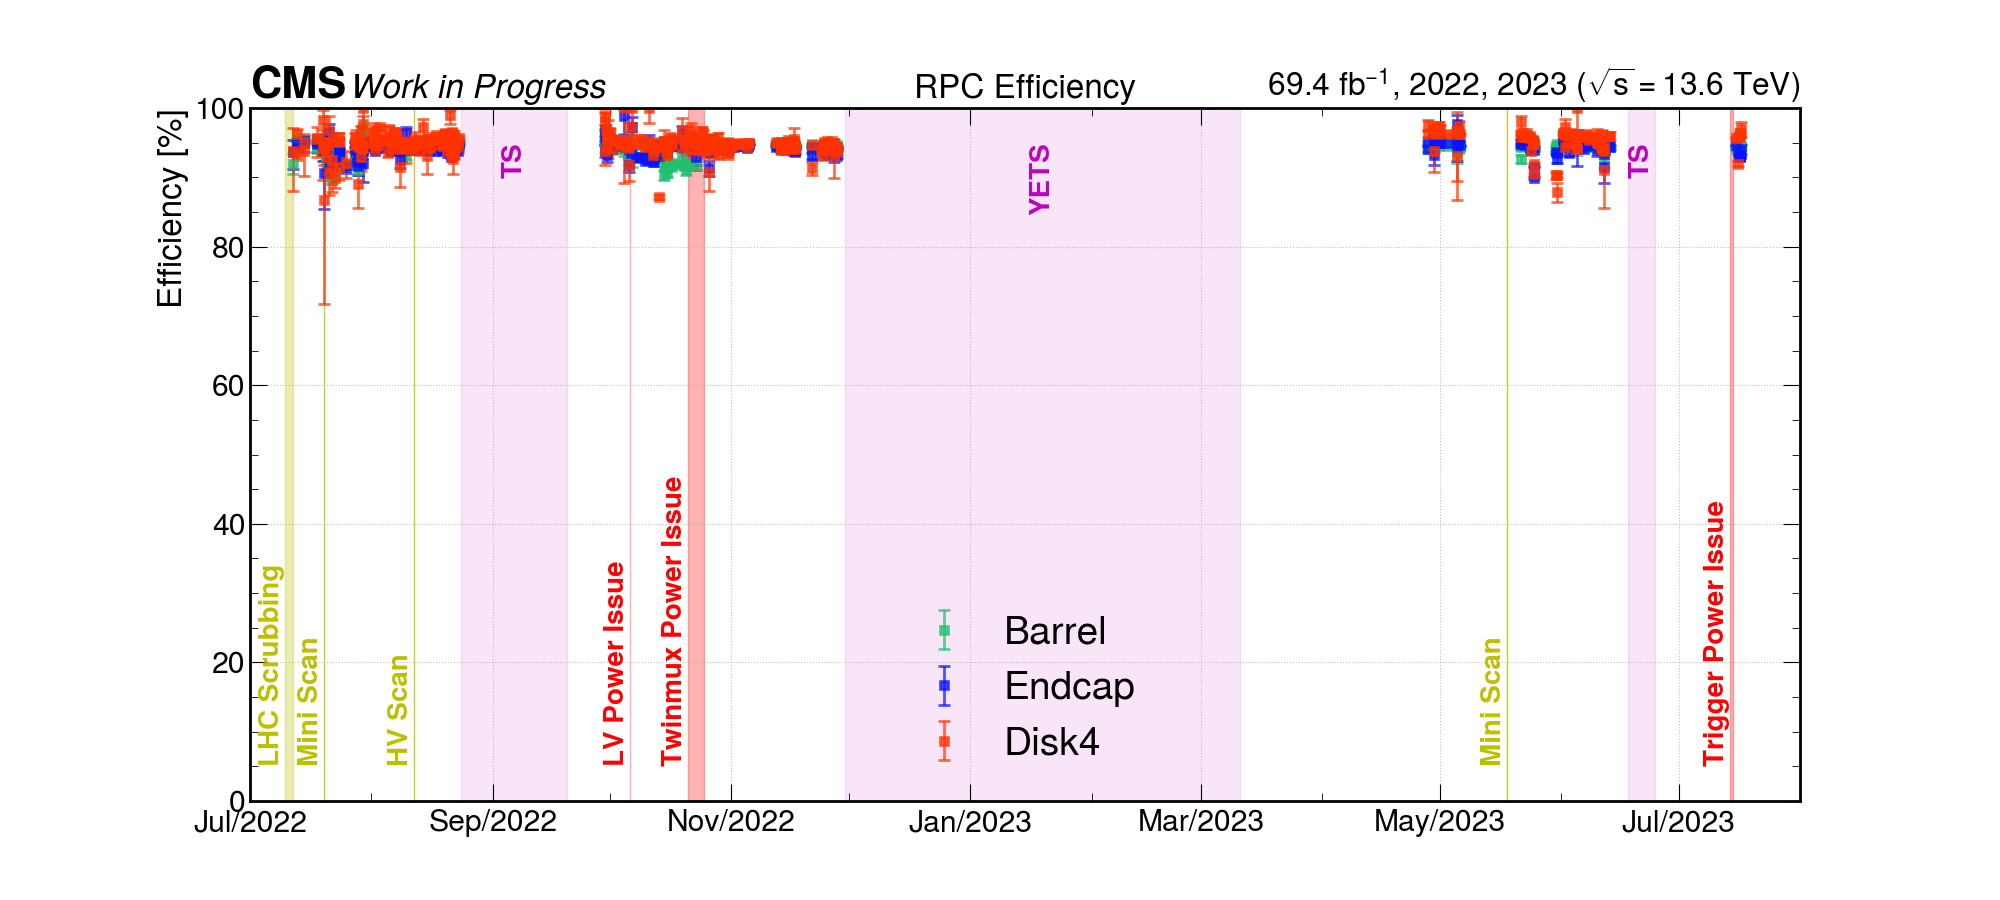 CMS Work in Progress
RPC Efficiency
69.4 fb⁻¹, 2022, 2023 (√s = 13.6 TeV)
Efficiency [%]
100
80
60
40
20
0
TS
YETS
TS
LHC Scrubbing
Mini Scan
HV Scan
LV Power Issue
Twinmux Power Issue
Mini Scan
Trigger Power Issue
Barrel
Endcap
Disk4
Jul/2022
Sep/2022
Nov/2022
Jan/2023
Mar/2023
May/2023
Jul/2023